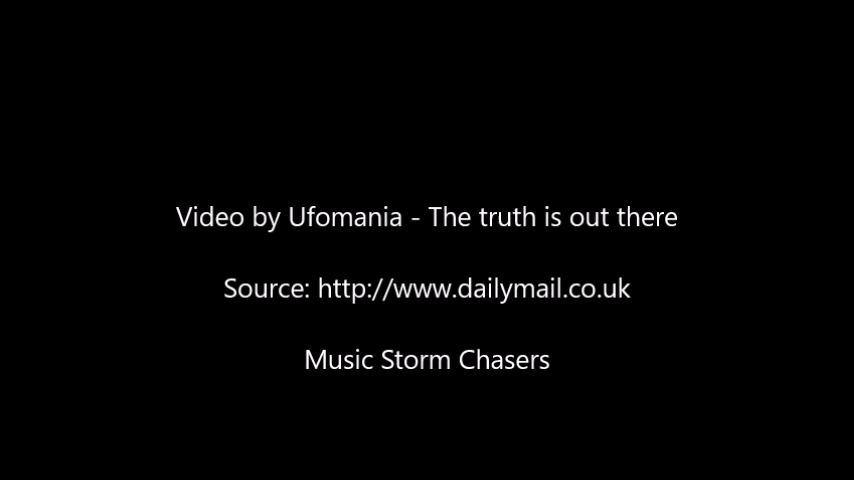 Video by Ufomania - The truth is out there
Source: http://www.dailymail.co.uk
Music Storm Chasers